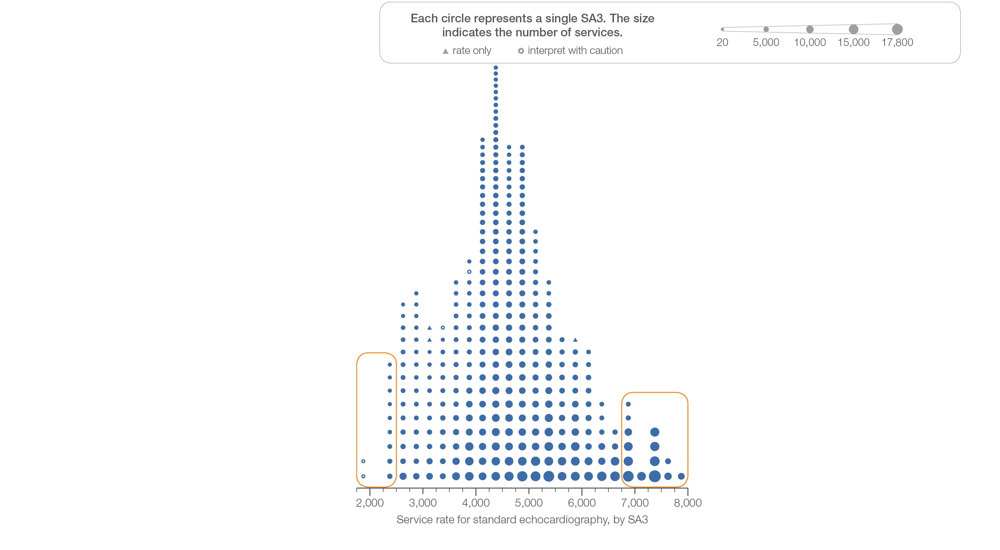 Each circle represents a single SA3. The size
indicates the number of services.
rate only interpret with caution
20 5,000 10,000 15,000 17,800
2,000 3,000 4,000 5,000 6,000 7,000 8,000
Service rate for standard echocardiography, by SA3